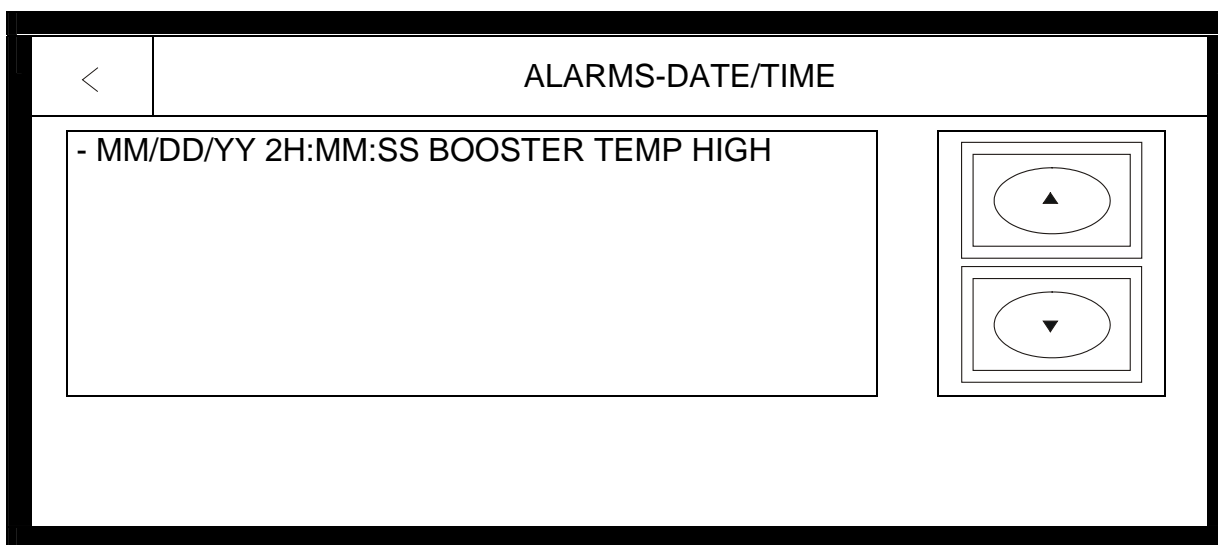 <
ALARMS-DATE/TIME
- MM/DD/YY 2H:MM:SS BOOSTER TEMP HIGH